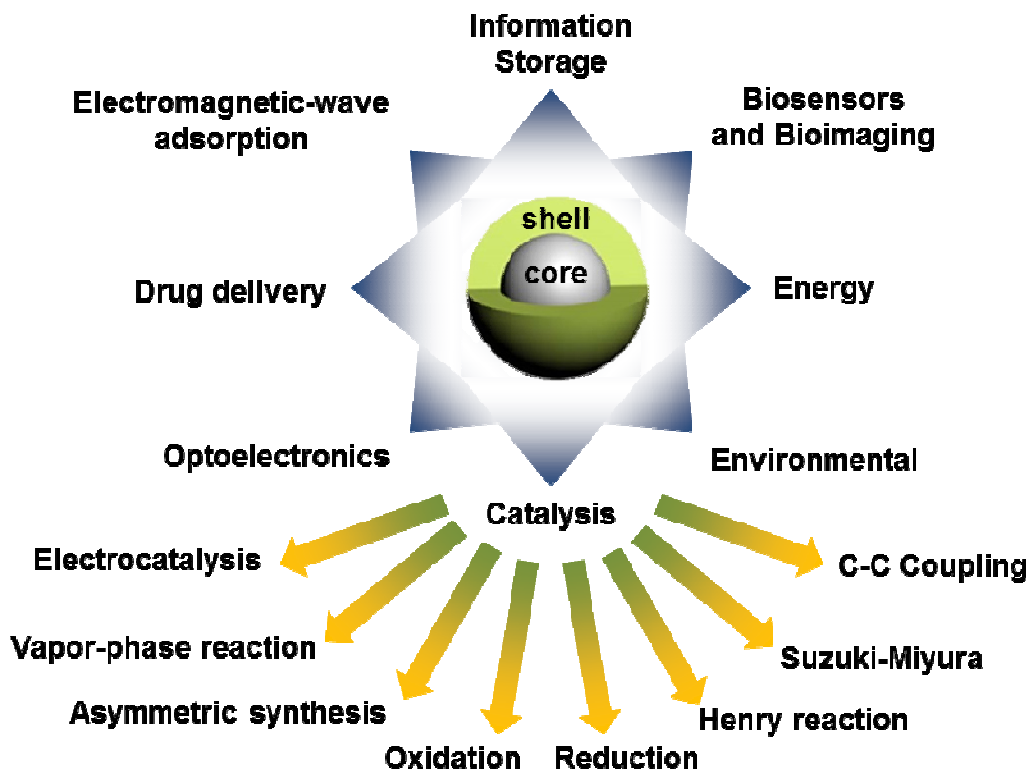 Information
Storage
Electromagnetic-wave
adsorption
Biosensors
and Bioimaging
shell
core
Drug delivery
Energy
Optoelectronics
Environmental
Catalysis
Electrocatalysis
C-C Coupling
Vapor-phase reaction
Suzuki-Miyura
Asymmetric synthesis
Henry reaction
Oxidation
Reduction